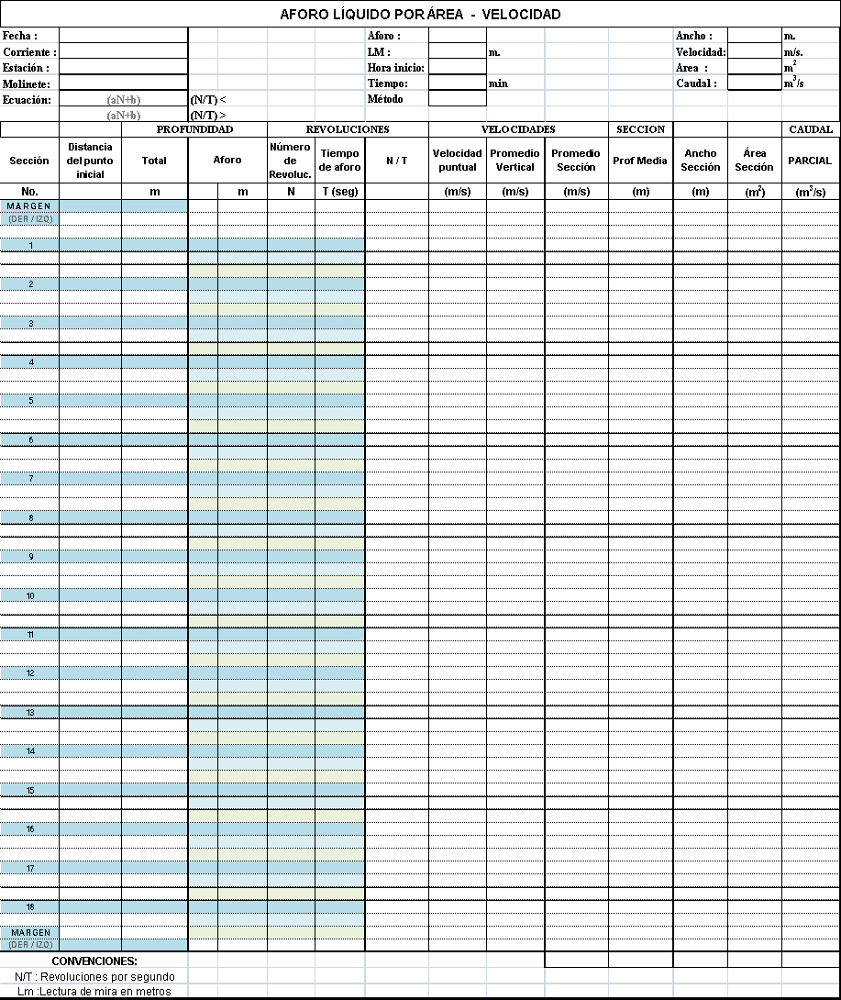 AFORO LÍQUIDO POR ÁREA - VELOCIDAD
Fecha : Aforo : Ancho : m.
Corriente : LM : m. Velocidad: m/s.
Estación : Hora inicio: Area : m²
Molinete: Tiempo: min Caudal : m³/s
Ecuación: (aN+b) (N/T) < Método
(aN+b) (N/T) >
PROFUNDIDAD REVOLUCIONES VELOCIDADES SECCION CAUDAL
Sección Distancia del punto inicial Total Aforo Número de Revoluc. Tiempo de aforo N / T Velocidad puntual Promedio Vertical Promedio Sección Prof Media Ancho Sección Área Sección PARCIAL
No. m m N T (seg) (m/s) (m/s) (m/s) (m) (m) (m²) (m³/s)
MARGEN
(DER / IZQ)
1
2
3
4
5
6
7
8
9
10
11
12
13
14
15
16
17
18
MARGEN
(DER / IZQ)
CONVENCIONES:
N/T : Revoluciones por segundo
Lm :Lectura de mira en metros